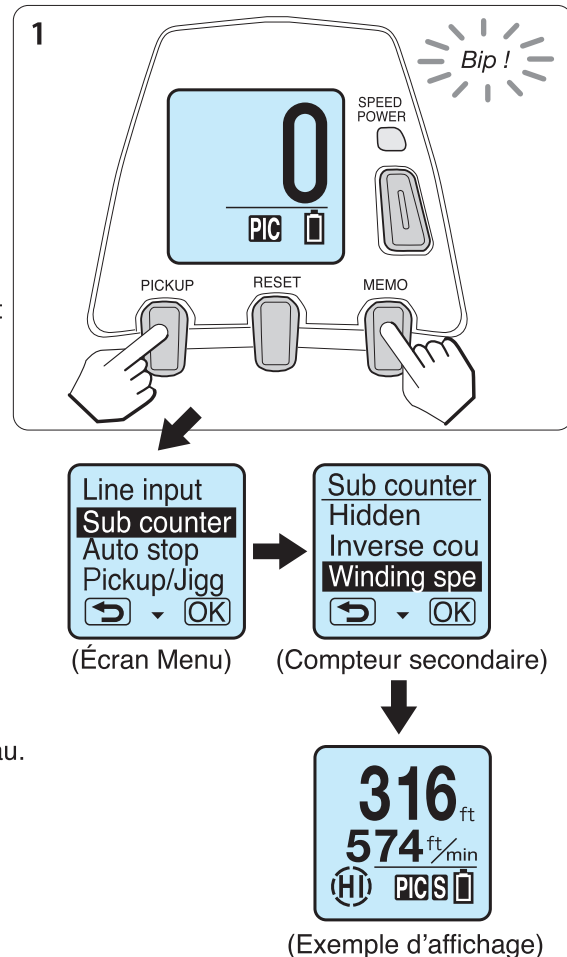 1
Bip !
0
SPEED
POWER
PIC
PICKUP
RESET
MEMO
t
Line input
Sub counter
Auto stop
Pickup/Jigg
OK
(Écran Menu)
Sub counter
Hidden
Inverse cou
Winding spe
OK
(Compteur secondaire)
au.
316 ft
574 ft/min
HI PIC S
(Exemple d'affichage)